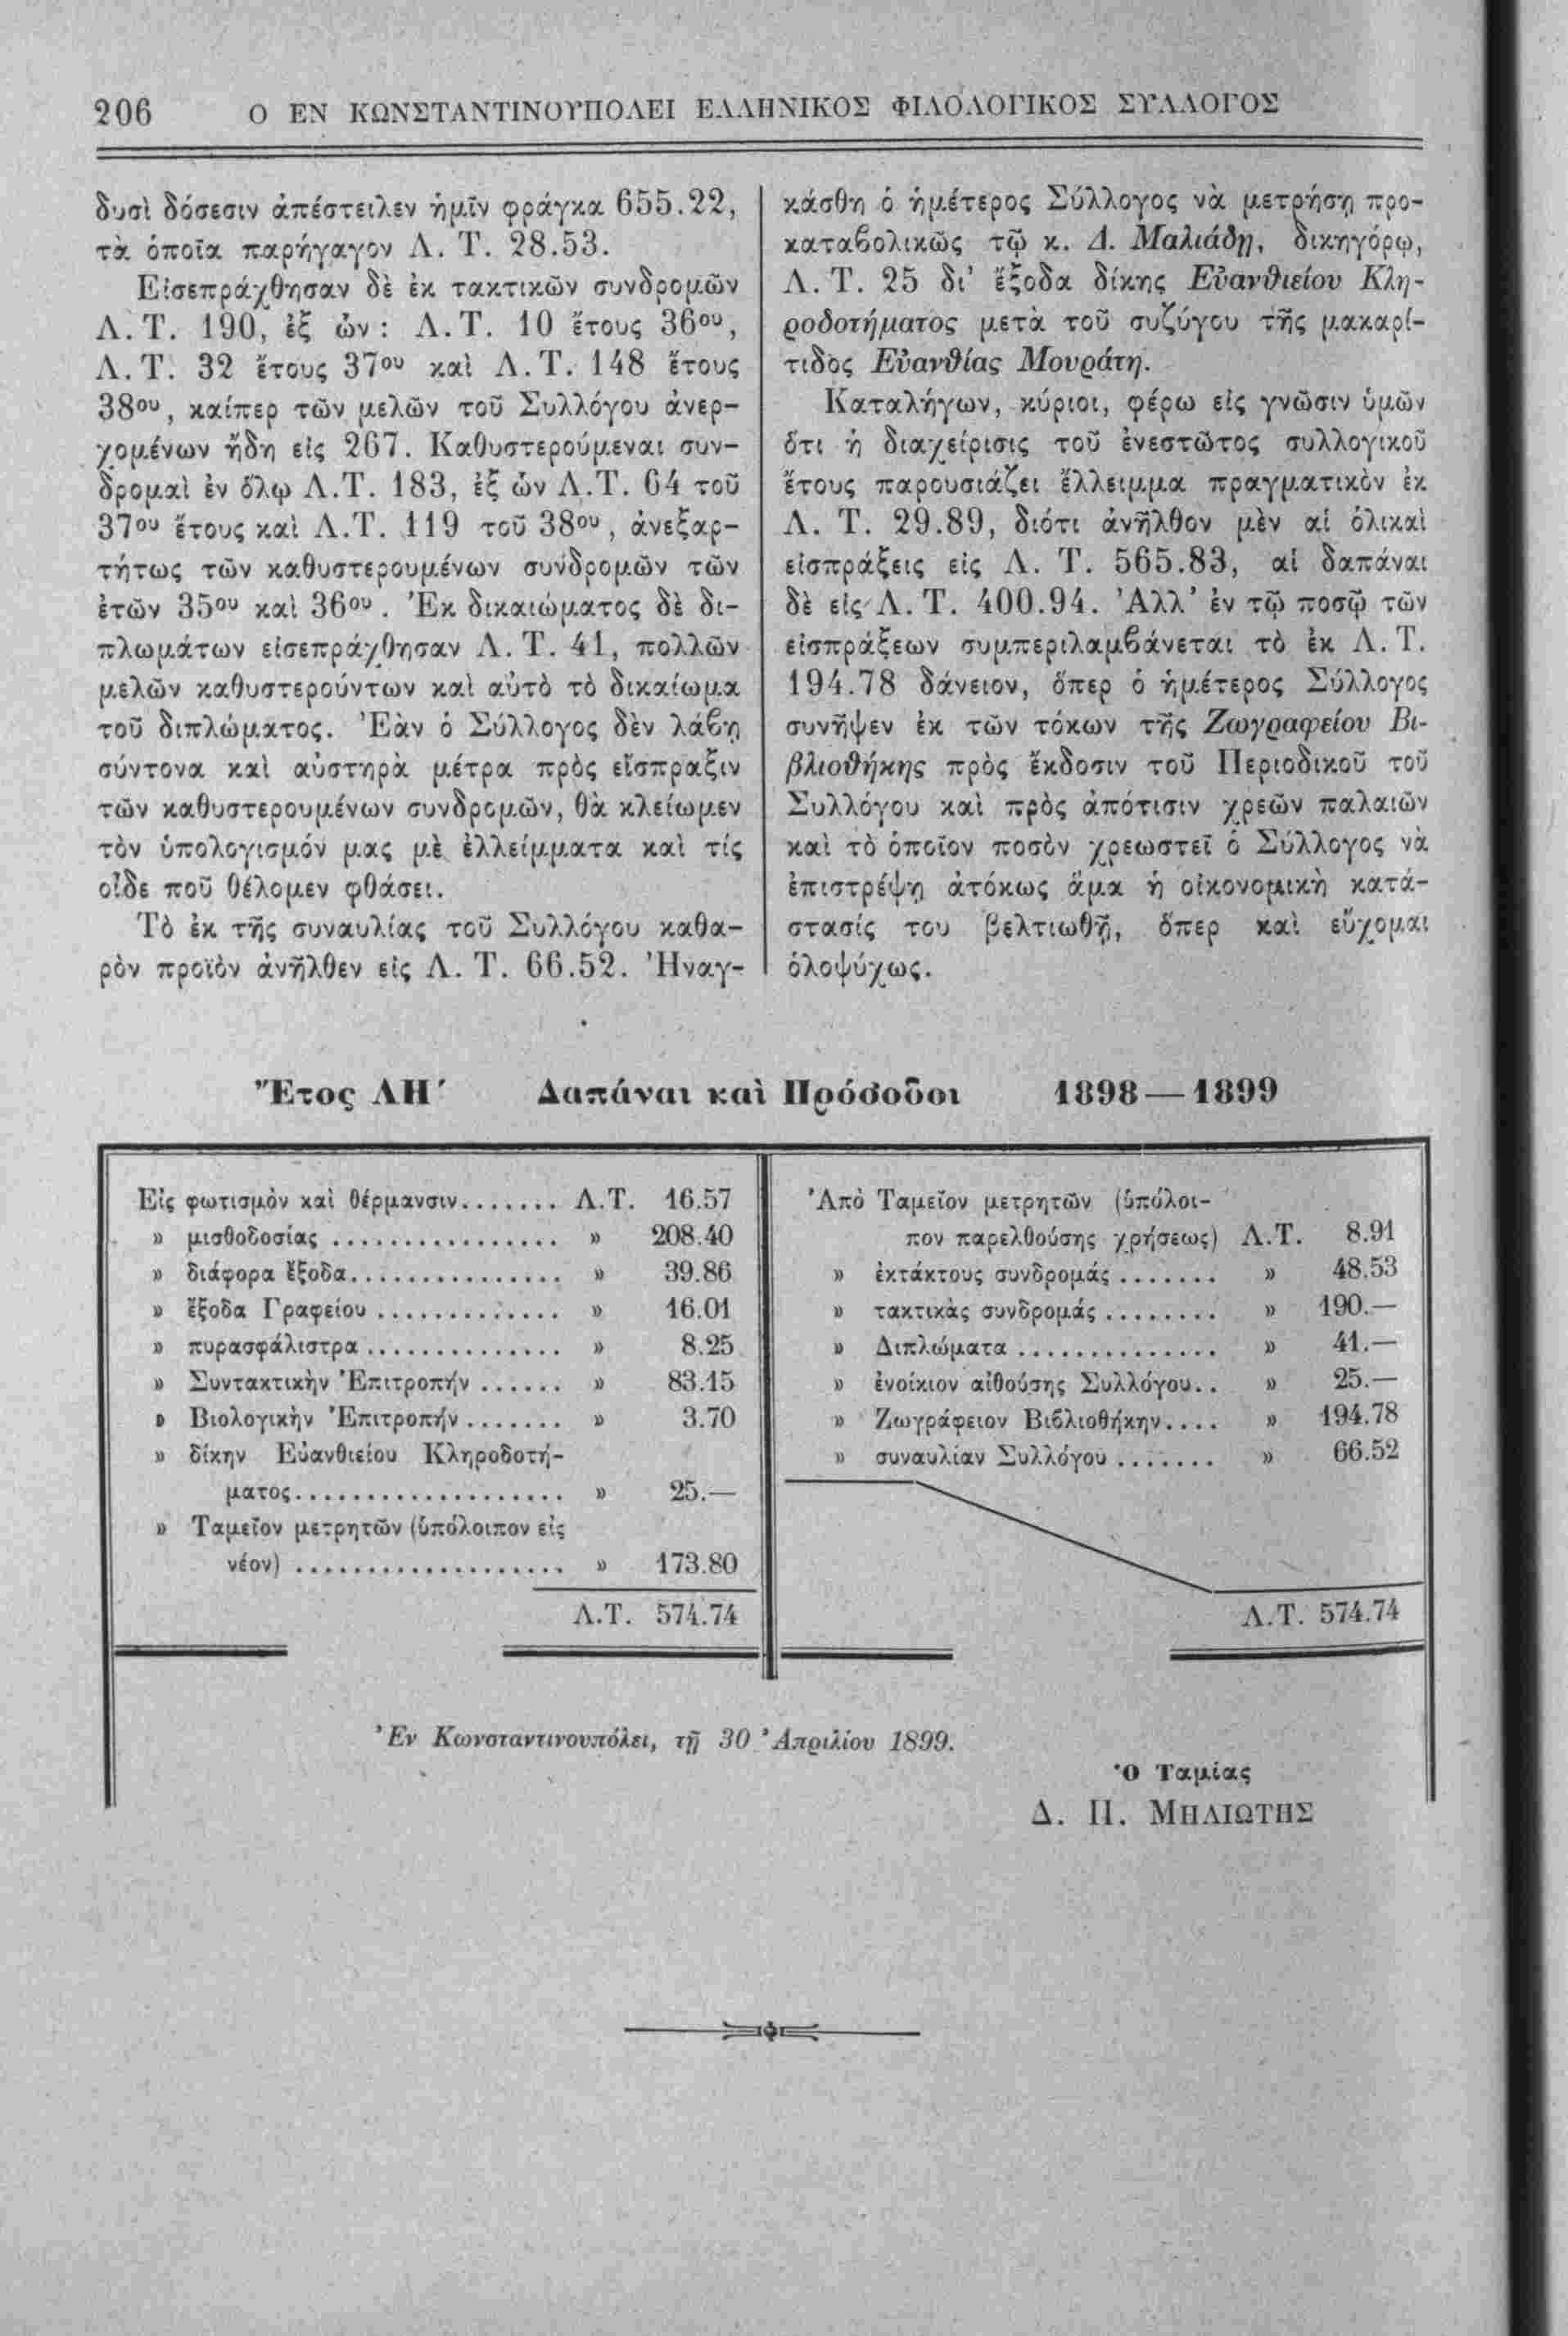 206 Ο ΕΝ ΚΩΝΣΤΑΝΤΙΝΟΥΠΟΛΕΙ ΕΛΛΗΝΙΚΟΣ ΦΙΛΟΛΟΓΙΚΟΣ ΣΥΛΛΟΓΟΣ
δυσὶ δόσεσιν ἀπέστειλεν ἡμῖν φράγκα 655.22,
τὰ ὁποῖα παρήγαγον Λ. Τ. 28.53.
Εἰσεπράχθησαν δὲ ἐκ τακτικῶν συνδρομῶν
Λ.Τ. 190, ἐξ ὧν: Λ.Τ. 10 ἔτους 36ου,
Λ.Τ. 32 ἔτους 37ου καὶ Λ.Τ. 148 ἔτους
38ου, καίπερ τῶν μελῶν τοῦ Συλλόγου ἀνερ-
χομένων ἤδη εἰς 267. Καθυστερούμεναι συν-
δρομαὶ ἐν ὅλῳ Λ.Τ. 183, ἐξ ὧν Λ.Τ. 64 τοῦ
37ου ἔτους καὶ Λ.Τ. 119 τοῦ 38ου, ἀνεξαρ-
τήτως τῶν καθυστερουμένων συνδρομῶν τῶν
ἐτῶν 35ου καὶ 36ου. Ἐκ δικαιώματος δὲ δι-
πλωμάτων εἰσεπράχθησαν Λ.Τ. 41, πολλῶν
μελῶν καθυστερούντων καὶ αὐτὸ τὸ δικαίωμα
τοῦ διπλώματος. Ἐὰν ὁ Σύλλογος δὲν λάβῃ
σύντονα καὶ αὐστηρὰ μέτρα πρὸς εἴσπραξιν
τῶν καθυστερουμένων συνδρομῶν, θὰ κλείωμεν
τὸν ὑπολογισμόν μας μὲ ἐλλείμματα καὶ τίς
οἶδε ποῦ θέλομεν φθάσει.
Τὸ ἐκ τῆς συναυλίας τοῦ Συλλόγου καθα-
ρὸν προϊὸν ἀνῆλθεν εἰς Λ. Τ. 66.52. Ἠναγ-
κάσθη ὁ ἡμέτερος Σύλλογος νὰ μετρήσῃ προ-
καταβολικῶς τῷ κ. Δ. Μαλιάδῃ, δικηγόρῳ,
Λ.Τ. 25 δι' ἔξοδα δίκης Εὐανθιείου Κλη-
ροδοτήματος μετὰ τοῦ συζύγου τῆς μακαρί-
τιδος Εὐανθίας Μουράτη.
Καταλήγων, κύριοι, φέρω εἰς γνῶσιν ὑμῶν
ὅτι ἡ διαχείρισις τοῦ ἐνεστῶτος συλλογικοῦ
ἔτους παρουσιάζει ἔλλειμμα πραγματικὸν ἐκ
Λ. Τ. 29.89, διότι ἀνῆλθον μὲν αἱ ὁλικαὶ
εἰσπράξεις εἰς Λ. Τ. 565.83, αἱ δαπάναι
δὲ εἰς Λ.Τ. 400.94. Ἀλλ' ἐν τῷ ποσῷ τῶν
εἰσπράξεων συμπεριλαμβάνεται τὸ ἐκ Λ.Τ.
194.78 δάνειον, ὅπερ ὁ ἡμέτερος Σύλλογος
συνῆψεν ἐκ τῶν τόκων τῆς Ζωγραφείου Βι-
βλιοθήκης πρὸς ἔκδοσιν τοῦ Περιοδικοῦ τοῦ
Συλλόγου καὶ πρὸς ἀπότισιν χρεῶν παλαιῶν
καὶ τὸ ὁποῖον ποσὸν χρεωστεῖ ὁ Σύλλογος νὰ
ἐπιστρέψῃ ἀτόκως ἅμα ἡ οἰκονομικὴ κατά-
στασίς του βελτιωθῇ, ὅπερ καὶ εὔχομαι
ὁλοψύχως.
Ἔτος ΛΗ΄ Δαπάναι καὶ Πρόσοδοι 1898—1899
Εἰς φωτισμὸν καὶ θέρμανσιν....... Λ.Τ. 16.57
» μισθοδοσίας ................ » 208.40
» διάφορα ἔξοδα............... » 39.86
» ἔξοδα Γραφείου ............. » 16.01
» πυρασφάλιστρα .............. » 8.25
» Συντακτικὴν Ἐπιτροπήν ...... » 83.15
» Βιολογικὴν Ἐπιτροπήν ....... » 3.70
» δίκην Εὐανθιείου Κληροδοτή-
ματος................... » 25.—
» Ταμεῖον μετρητῶν (ὑπόλοιπον εἰς
νέον) ................... » 173.80
Λ.Τ. 574.74
Ἀπὸ Ταμεῖον μετρητῶν (ὑπόλοι-
πον παρελθούσης χρήσεως) Λ.Τ. 8.91
» ἐκτάκτους συνδρομάς ....... » 48.53
» τακτικὰς συνδρομάς ........ » 190.—
» Διπλώματα .............. » 41.—
» ἐνοίκιον αἰθούσης Συλλόγου.. » 25.—
» Ζωγράφειον Βιβλιοθήκην.... » 194.78
» συναυλίαν Συλλόγου ....... » 66.52
Λ.Τ. 574.74
Ἐν Κωνσταντινουπόλει, τῇ 30 Ἀπριλίου 1899.
Ὁ Ταμίας
Δ. Π. ΜΗΛΙΩΤΗΣ